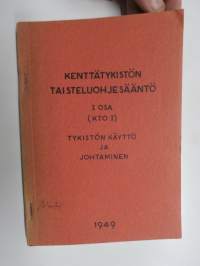 KENTTÄTYKISTÖN
TAISTELUOHJESÄÄNTÖ
I OSA
(KTO I)
TYKISTÖN KÄYTTÖ
JA
JOHTAMINEN
1949